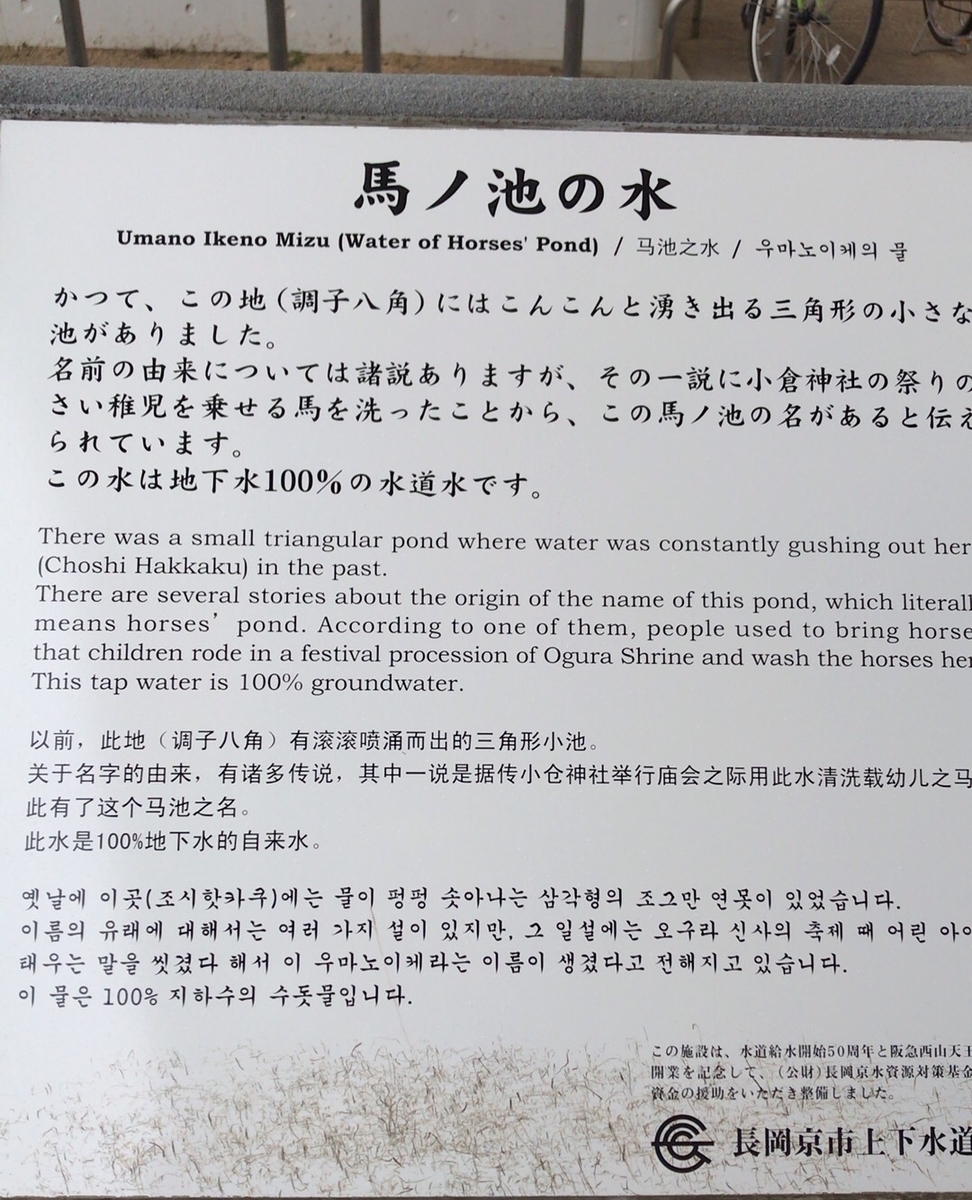 馬ノ池の水
Umano Ikeno Mizu (Water of Horses' Pond) / 马池之水 / 우마노이케의 물
かつて、この地(調子八角)にはこんこんと湧き出る三角形の小さな
池がありました。
名前の由来については諸説ありますが、その一説に小倉神社の祭りの
さい稚児を乗せる馬を洗ったことから、この馬ノ池の名があると伝え
られています。
この水は地下水100%の水道水です。
There was a small triangular pond where water was constantly gushing out her
(Choshi Hakkaku) in the past.
There are several stories about the origin of the name of this pond, which literall
means horses' pond. According to one of them, people used to bring horse
that children rode in a festival procession of Ogura Shrine and wash the horses her
This tap water is 100% groundwater.
以前，此地（调子八角）有滚滚喷涌而出的三角形小池。
关于名字的由来，有诸多传说，其中一说是据传小仓神社举行庙会之际用此水清洗载幼儿之马
此有了这个马池之名。
此水是100%地下水的自来水。
옛날에 이곳(조시핫카쿠)에는 물이 펑펑 솟아나는 삼각형의 조그만 연못이 있었습니다.
이름의 유래에 대해서는 여러 가지 설이 있지만, 그 일설에는 오구라 신사의 축제 때 어린 아이
태우는 말을 씻겼다 해서 이 우마노이케라는 이름이 생겼다고 전해지고 있습니다.
이 물은 100% 지하수의 수돗물입니다.
この施設は、水道給水開始50周年と阪急西山天王
開業を記念して、(公財)長岡京水資源対策基金
資金の援助をいただき整備しました。
長岡京市上下水道